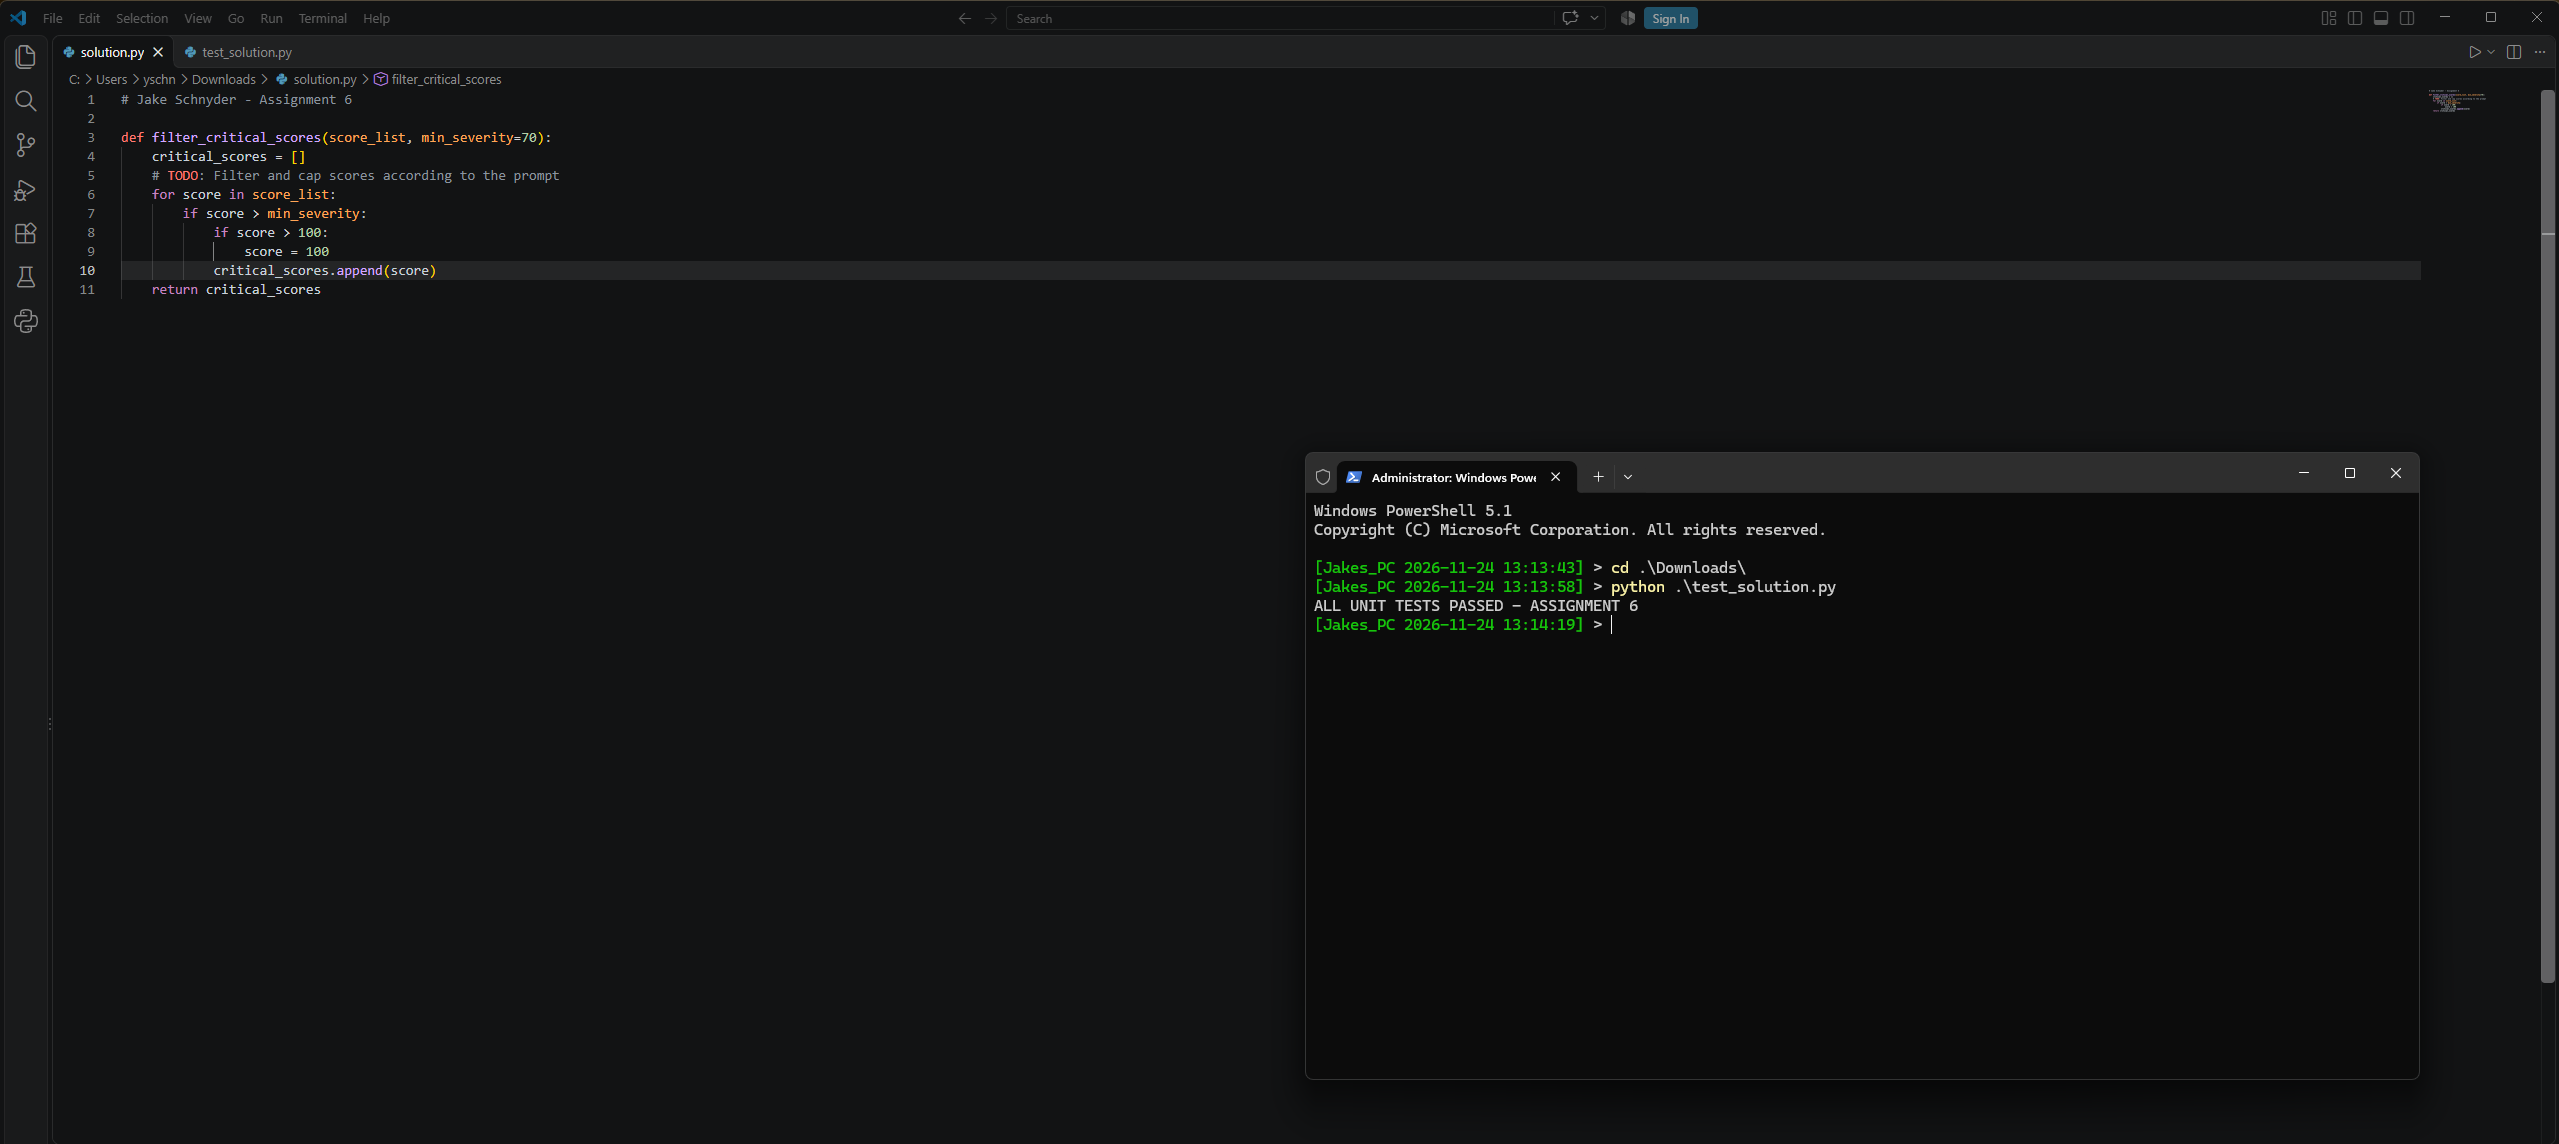 File Edit Selection View Go Run Terminal Help
Search
Sign In
solution.py
test_solution.py
C: > Users > yschn > Downloads > solution.py > filter_critical_scores
1 # Jake Schnyder - Assignment 6
2
3 def filter_critical_scores(score_list, min_severity=70):
4 critical_scores = []
5 # TODO: Filter and cap scores according to the prompt
6 for score in score_list:
7 if score > min_severity:
8 if score > 100:
9 score = 100
10 critical_scores.append(score)
11 return critical_scores
Administrator: Windows Powe
Windows PowerShell 5.1
Copyright (C) Microsoft Corporation. All rights reserved.
[Jakes_PC 2026-11-24 13:13:43] > cd .\Downloads\
[Jakes_PC 2026-11-24 13:13:58] > python .\test_solution.py
ALL UNIT TESTS PASSED - ASSIGNMENT 6
[Jakes_PC 2026-11-24 13:14:19] >